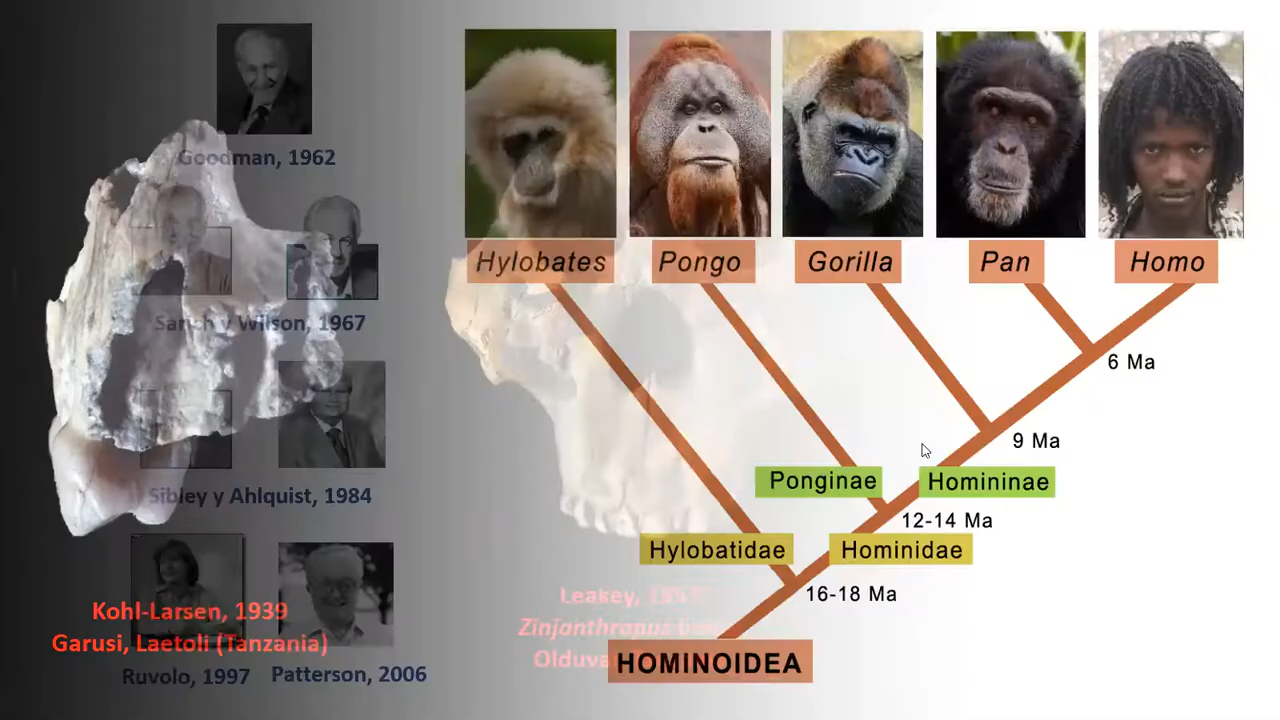 Goodman, 1962
Sarich y Wilson, 1967
Sibley y Ahlquist, 1984
Kohl-Larsen, 1939
Garusi, Laetoli (Tanzania)
Ruvolo, 1997
Patterson, 2006
Leakey,
Zinjanthropus
Hylobates
Pongo
Gorilla
Pan
Homo
6 Ma
9 Ma
Ponginae
Homininae
12-14 Ma
Hylobatidae
Hominidae
16-18 Ma
HOMINOIDEA